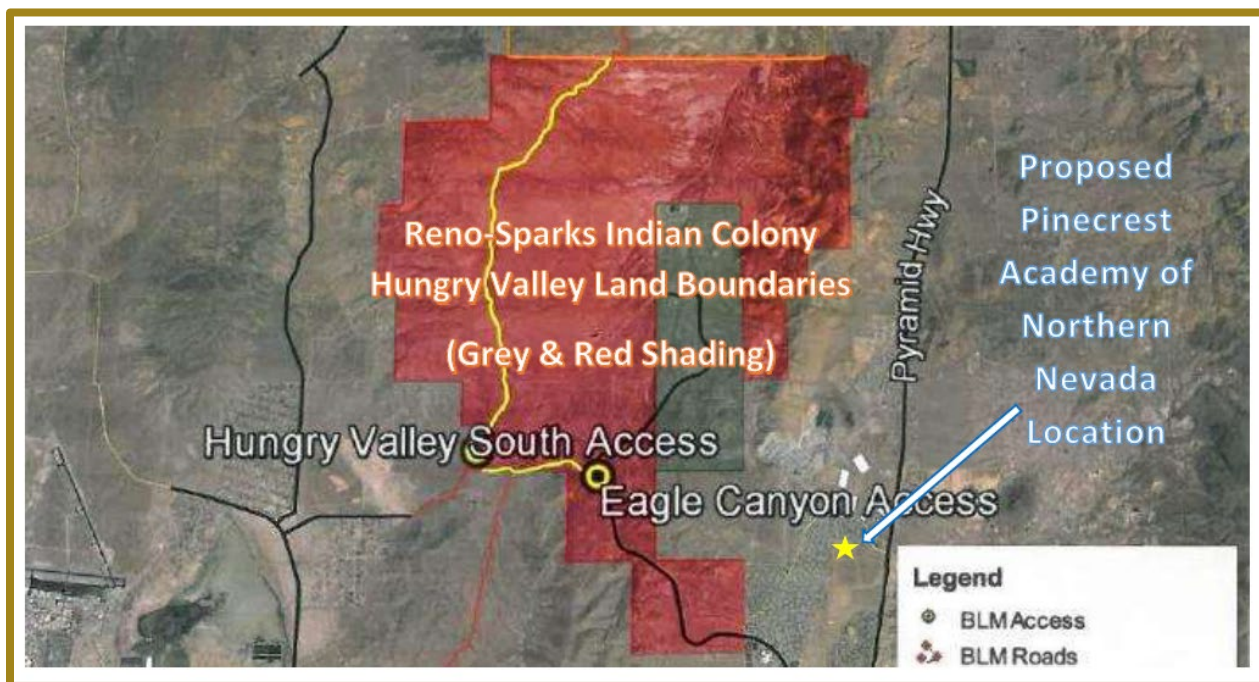 Reno-Sparks Indian Colony
Hungry Valley Land Boundaries
(Grey & Red Shading)
Hungry Valley South Access
Eagle Canyon Access
Pyramid Hwy
Proposed
Pinecrest
Academy of
Northern
Nevada
Location
Legend
BLM Access
BLM Roads